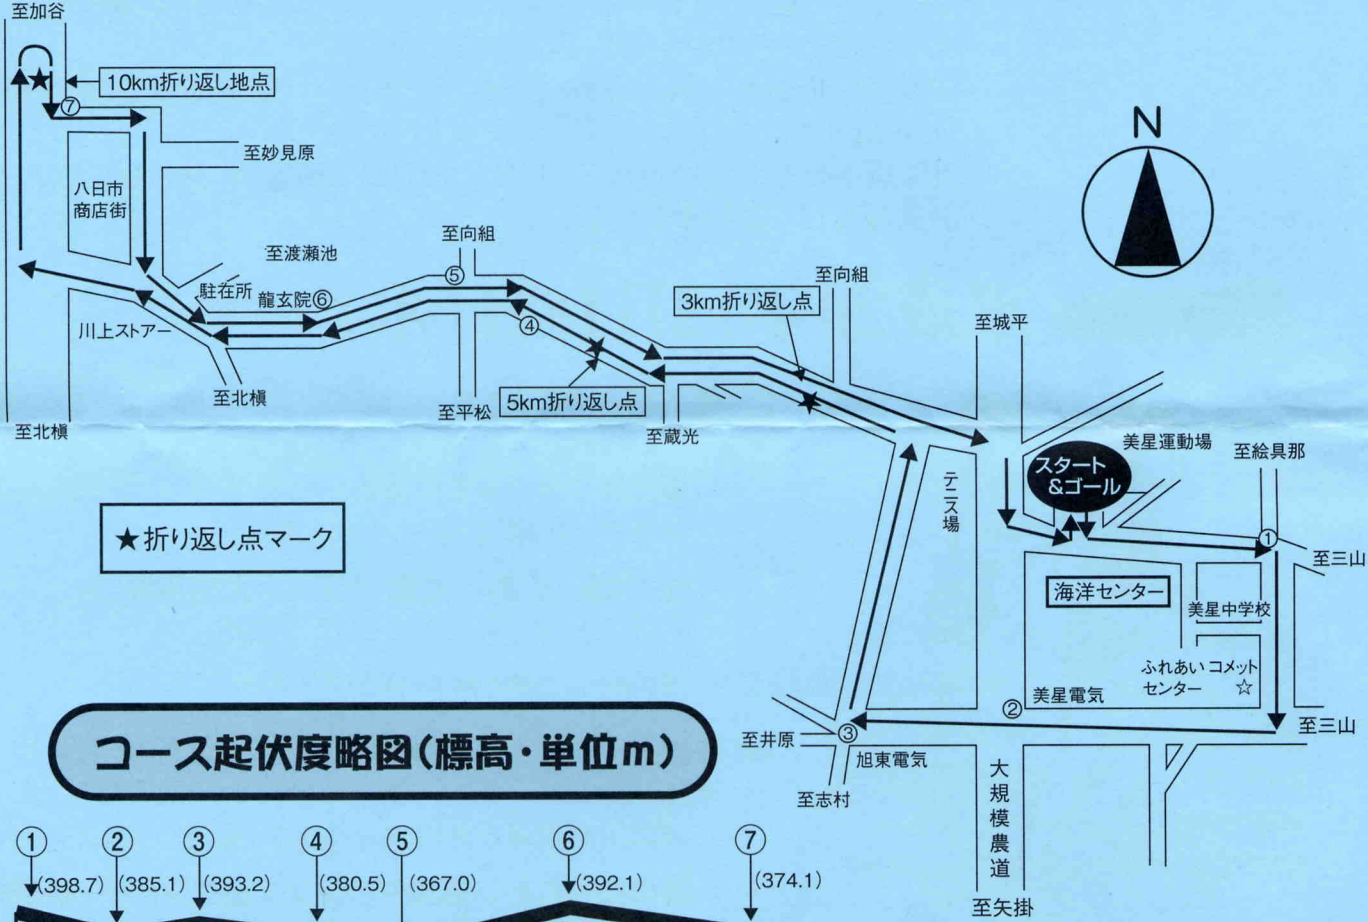 至加谷
10km折り返し地点
⑦
至妙見原
N
八日市
商店街
至渡瀬池
至向組
駐在所
龍玄院⑥
⑤
至向組
3km折り返し点
川上ストアー
④
至城平
至北槇
5km折り返し点
至平松
至北槇
至蔵光
美星運動場
スタート
&ゴール
至絵具那
テニス場
★折り返し点マーク
①
至三山
海洋センター
美星中学校
ふれあい
センター
コメット
☆
美星電気
②
至三山
至井原
③
旭東電気
至志村
大規模農道
至矢掛
コース起伏度略図(標高・単位m)
① ② ③ ④ ⑤ ⑥ ⑦
(398.7) (385.1) (393.2) (380.5) (367.0) (392.1) (374.1)